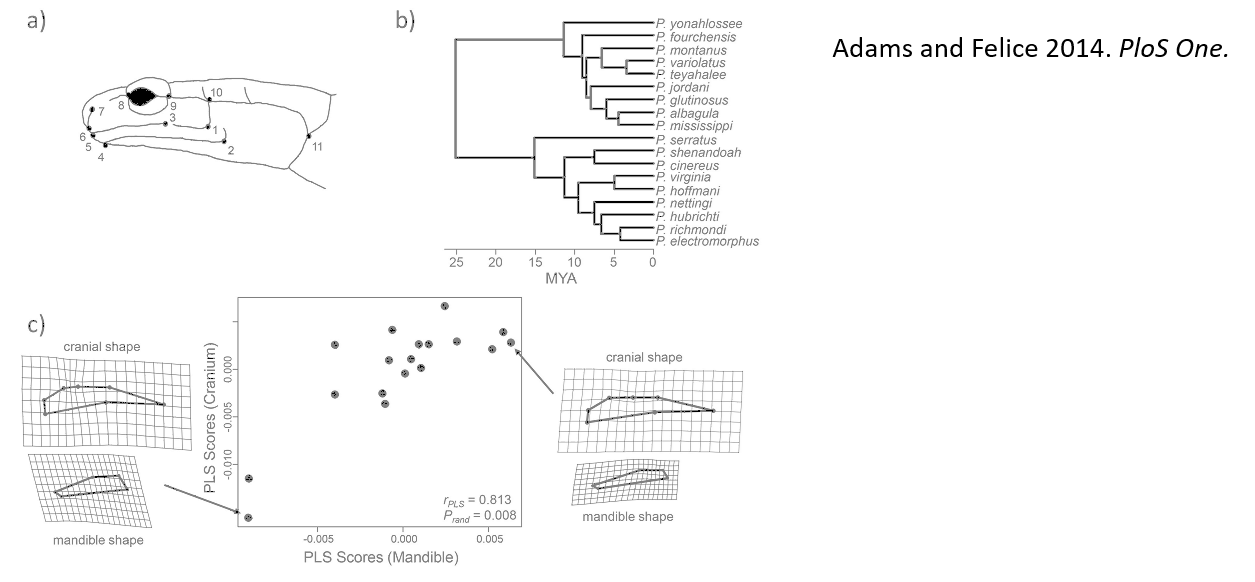 a)
8
9
10
7
3
6
1
5
2
4
11
b)
P. yonahlossee
P. fourchensis
P. montanus
P. variolatus
P. teyahalee
P. jordani
P. glutinosus
P. albagula
P. mississippi
P. serratus
P. shenandoah
P. cinereus
P. virginia
P. hoffmani
P. nettingi
P. hubrichti
P. richmondi
P. electromorphus
25 20 15 10 5 0
MYA
Adams and Felice 2014. PloS One.
c)
cranial shape
mandible shape
PLS Scores (Cranium)
0.000
-0.005
-0.010
rPLS = 0.813
Prand = 0.008
-0.005 0.000 0.005
PLS Scores (Mandible)
cranial shape
mandible shape